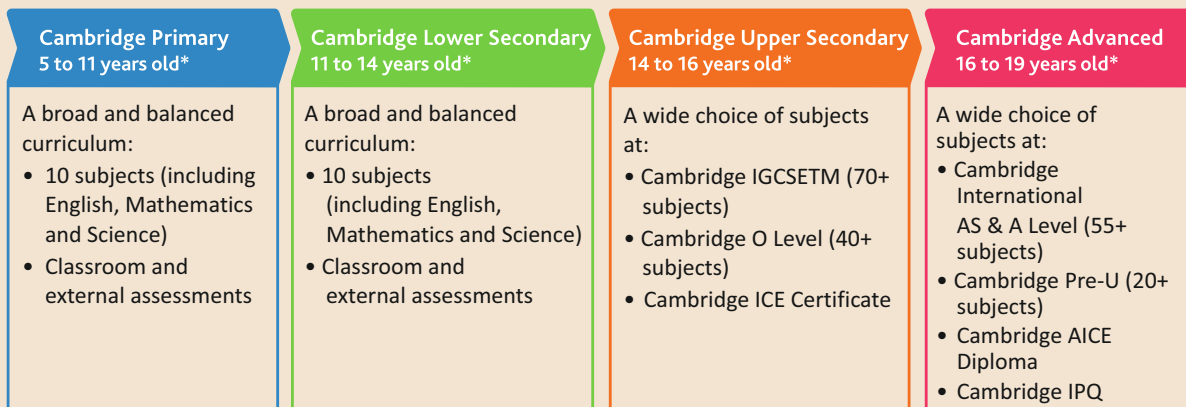 Cambridge Primary
5 to 11 years old*
A broad and balanced
curriculum:
• 10 subjects (including
English, Mathematics
and Science)
• Classroom and
external assessments
Cambridge Lower Secondary
11 to 14 years old*
A broad and balanced
curriculum:
• 10 subjects
(including English,
Mathematics and Science)
• Classroom and
external assessments
Cambridge Upper Secondary
14 to 16 years old*
A wide choice of subjects
at:
• Cambridge IGCSETM (70+
subjects)
• Cambridge O Level (40+
subjects)
• Cambridge ICE Certificate
Cambridge Advanced
16 to 19 years old*
A wide choice of
subjects at:
• Cambridge
International
AS & A Level (55+
subjects)
• Cambridge Pre-U (20+
subjects)
• Cambridge AICE
Diploma
• Cambridge IPQ